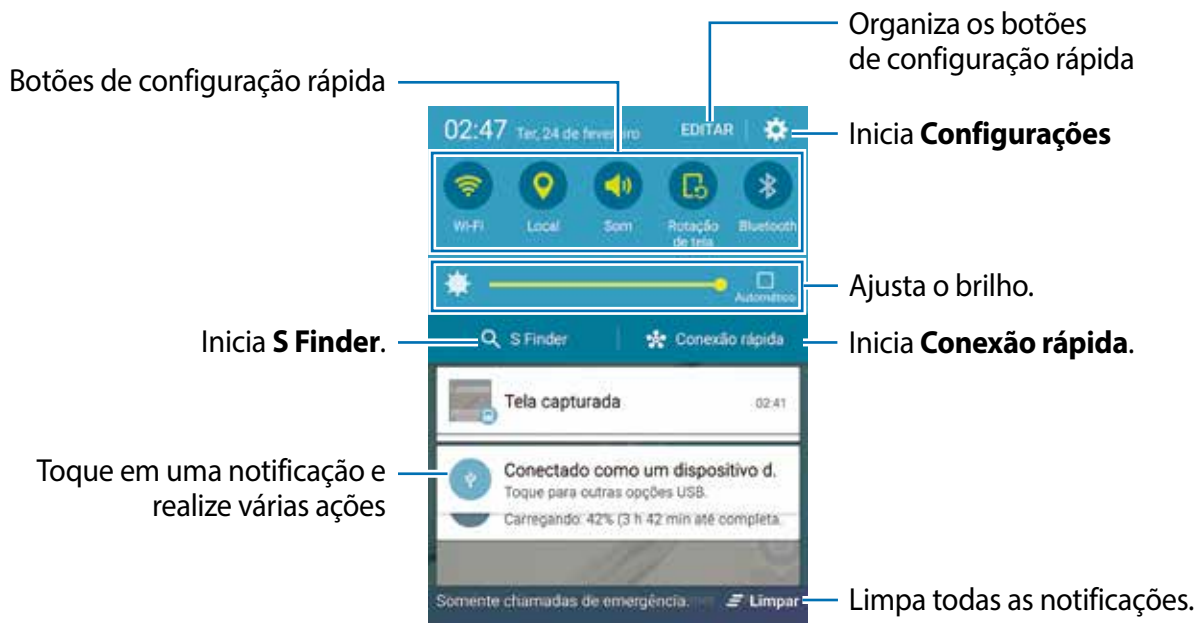 Organiza os botões
de configuração rápida
Botões de configuração rápida
02:47 Ter, 24 de fevereiro EDITAR
Inicia Configurações
Wi-Fi Local Som Rotação de tela Bluetooth
Automático
Ajusta o brilho.
Inicia S Finder.
S Finder Conexão rápida
Inicia Conexão rápida.
Tela capturada 02:41
Toque em uma notificação e
realize várias ações
Conectado como um dispositivo d.
Toque para outras opções USB.
Carregando: 42% (3 h 42 min até completa.
Somente chamadas de emergência. Limpar
Limpa todas as notificações.